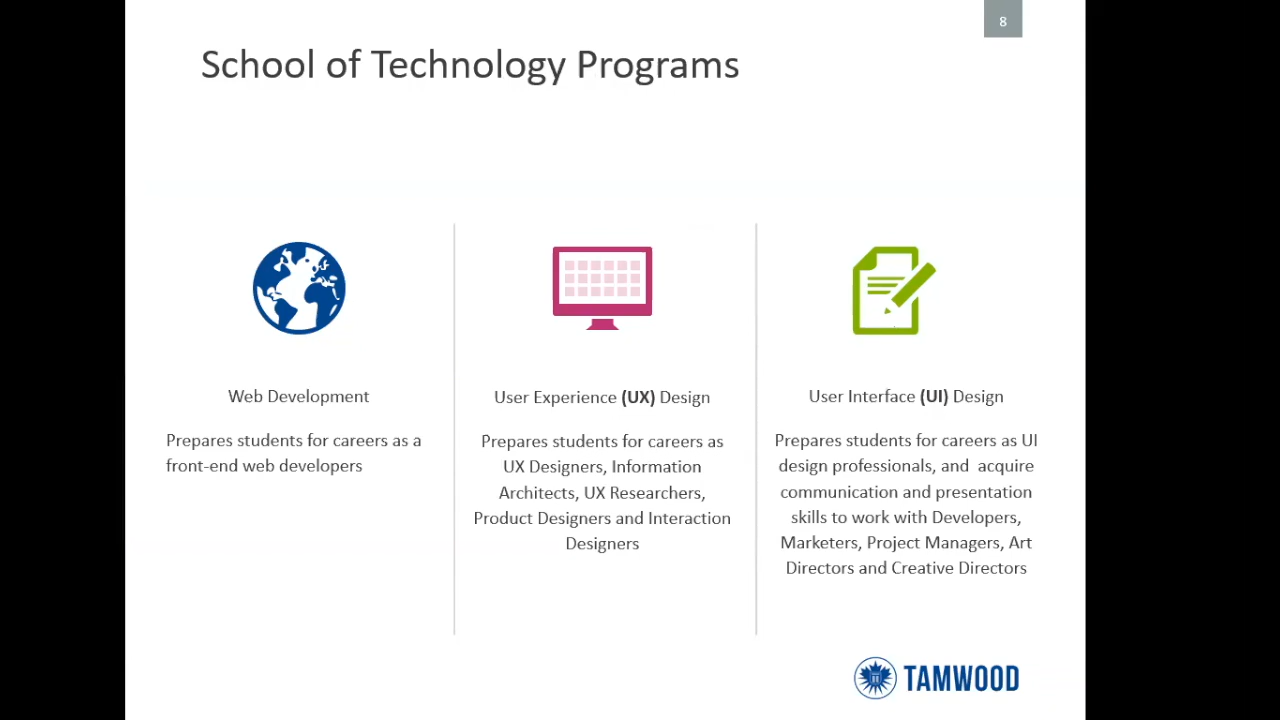 8
School of Technology Programs
Web Development
Prepares students for careers as a
front-end web developers
User Experience (UX) Design
Prepares students for careers as
UX Designers, Information
Architects, UX Researchers,
Product Designers and Interaction
Designers
User Interface (UI) Design
Prepares students for careers as UI
design professionals, and  acquire
communication and presentation
skills to work with Developers,
Marketers, Project Managers, Art
Directors and Creative Directors
TAMWOOD